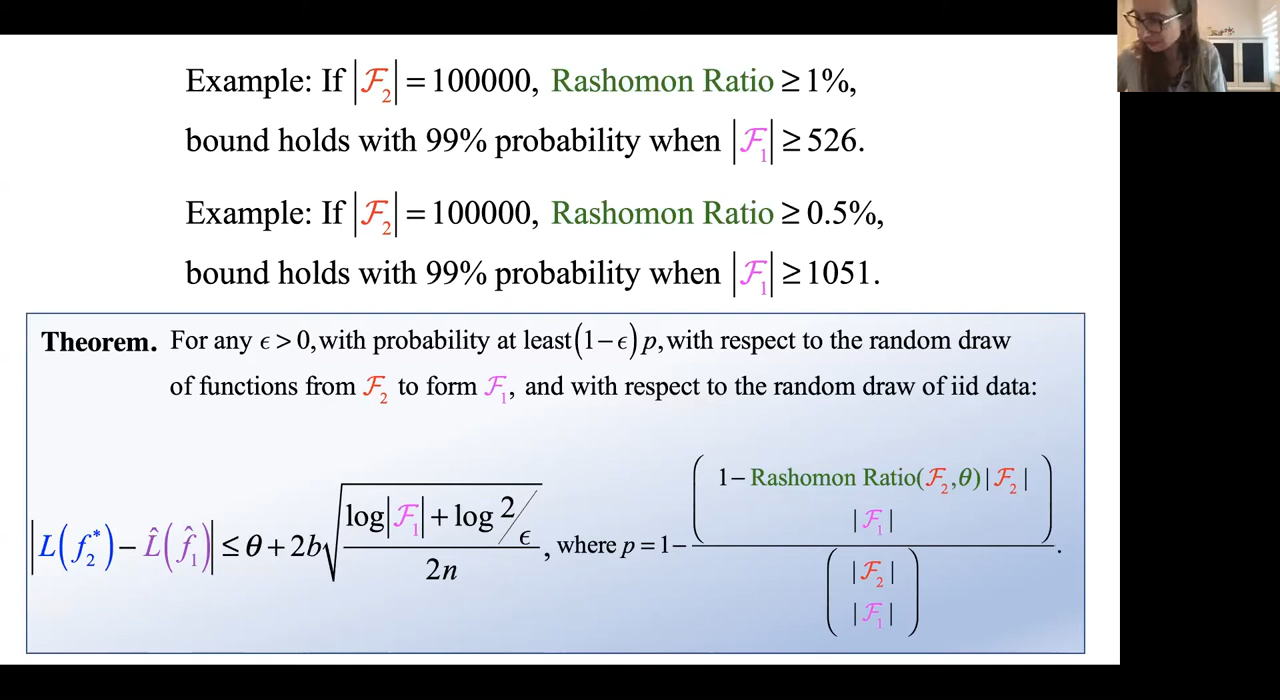 Example: If |ℱ₂| = 100000, Rashomon Ratio ≥ 1%,
bound holds with 99% probability when |ℱ₁| ≥ 526.
Example: If |ℱ₂| = 100000, Rashomon Ratio ≥ 0.5%,
bound holds with 99% probability when |ℱ₁| ≥ 1051.
Theorem. For any ϵ > 0, with probability at least (1 − ϵ) p, with respect to the random draw
of functions from ℱ₂ to form ℱ₁, and with respect to the random draw of iid data:
|L(f₂*) − L̂(f̂₁)| ≤ θ + 2b√((log|ℱ₁| + log 2/ϵ) / 2n), where p = 1 − (1 − Rashomon Ratio(ℱ₂,θ)|ℱ₂| choose |ℱ₁|) / (|ℱ₂| choose |ℱ₁|).